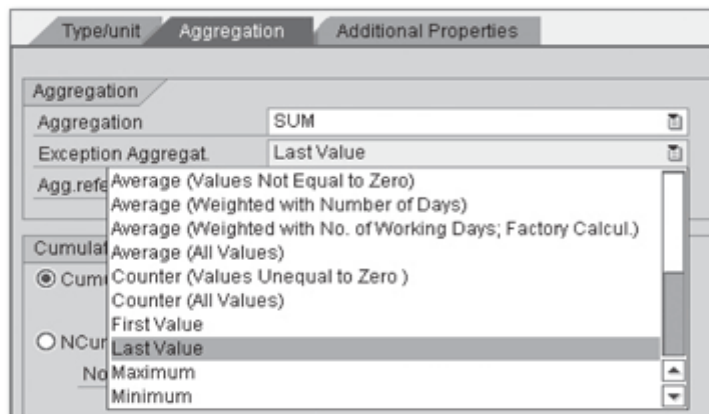 Type/unit Aggregation Additional Properties
Aggregation
Aggregation SUM
Exception Aggregat. Last Value
Agg.refe
Average (Values Not Equal to Zero)
Average (Weighted with Number of Days)
Average (Weighted with No. of Working Days; Factory Calcul.)
Cumulat
Average (All Values)
Cumu
Counter (Values Unequal to Zero )
Counter (All Values)
First Value
NCur
Last Value
No
Maximum
Minimum